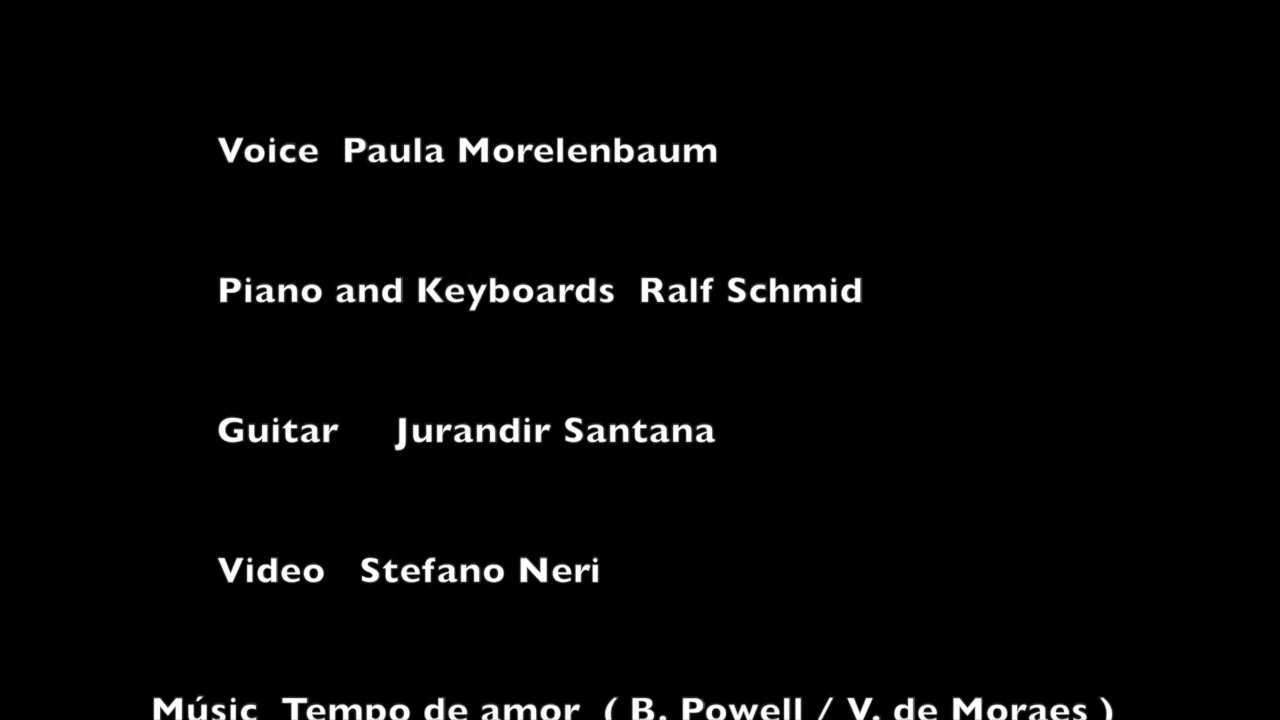 Voice Paula Morelenbaum
Piano and Keyboards Ralf Schmid
Guitar Jurandir Santana
Video Stefano Neri
Músic Tempo de amor ( B. Powell / V. de Moraes )